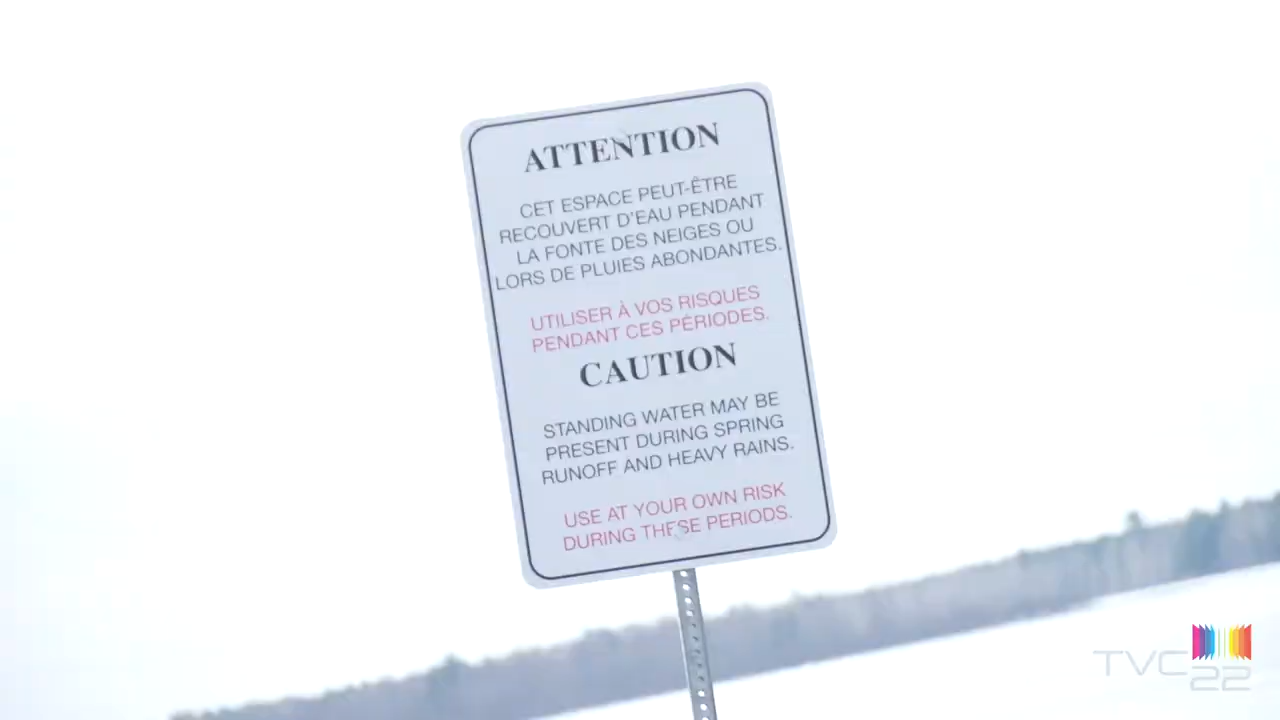 ATTENTION
CET ESPACE PEUT-ÊTRE
RECOUVERT D'EAU PENDANT
LA FONTE DES NEIGES OU
LORS DE PLUIES ABONDANTES.
UTILISER À VOS RISQUES
PENDANT CES PÉRIODES.
CAUTION
STANDING WATER MAY BE
PRESENT DURING SPRING
RUNOFF AND HEAVY RAINS.
USE AT YOUR OWN RISK
DURING THESE PERIODS.
TVC
22